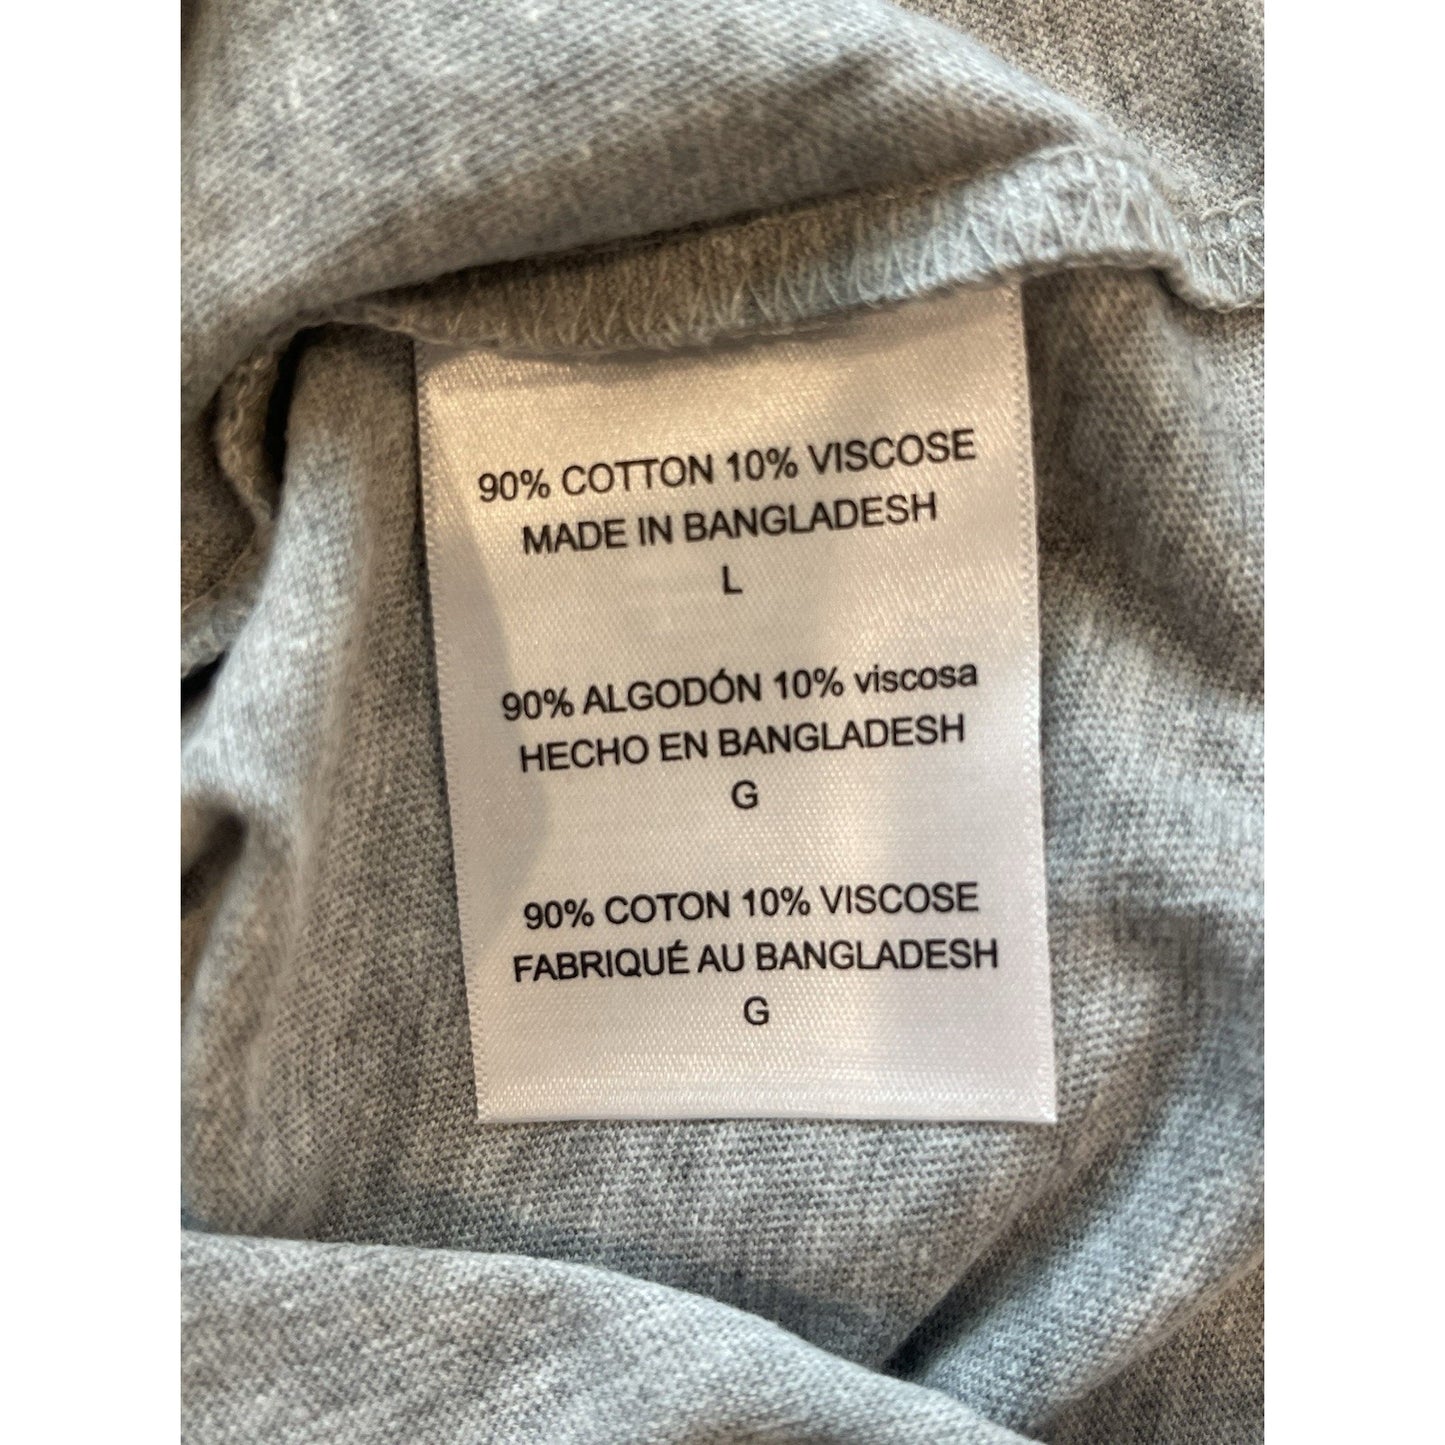 90% COTTON 10% VISCOSE
MADE IN BANGLADESH
L
90% ALGODÓN 10% viscosa
HECHO EN BANGLADESH
G
90% COTON 10% VISCOSE
FABRIQUÉ AU BANGLADESH
G